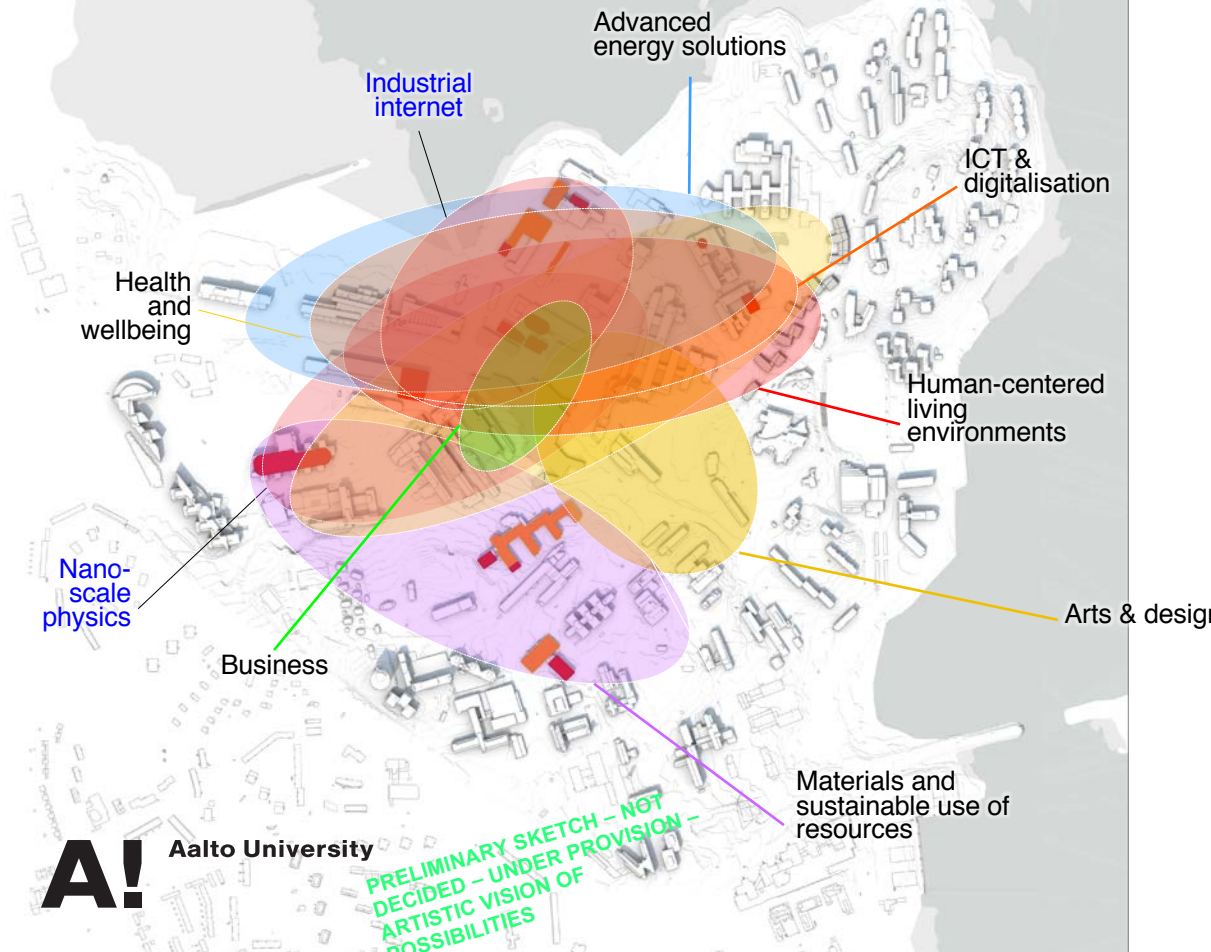 Advanced
energy solutions
Industrial
internet
ICT &
digitalisation
Health
and
wellbeing
Human-centered
living
environments
Nano-
scale
physics
Arts & design
Business
Materials and
sustainable use of
resources
PRELIMINARY SKETCH – NOT
DECIDED – UNDER PROVISION –
ARTISTIC VISION OF
POSSIBILITIES
A!
Aalto University